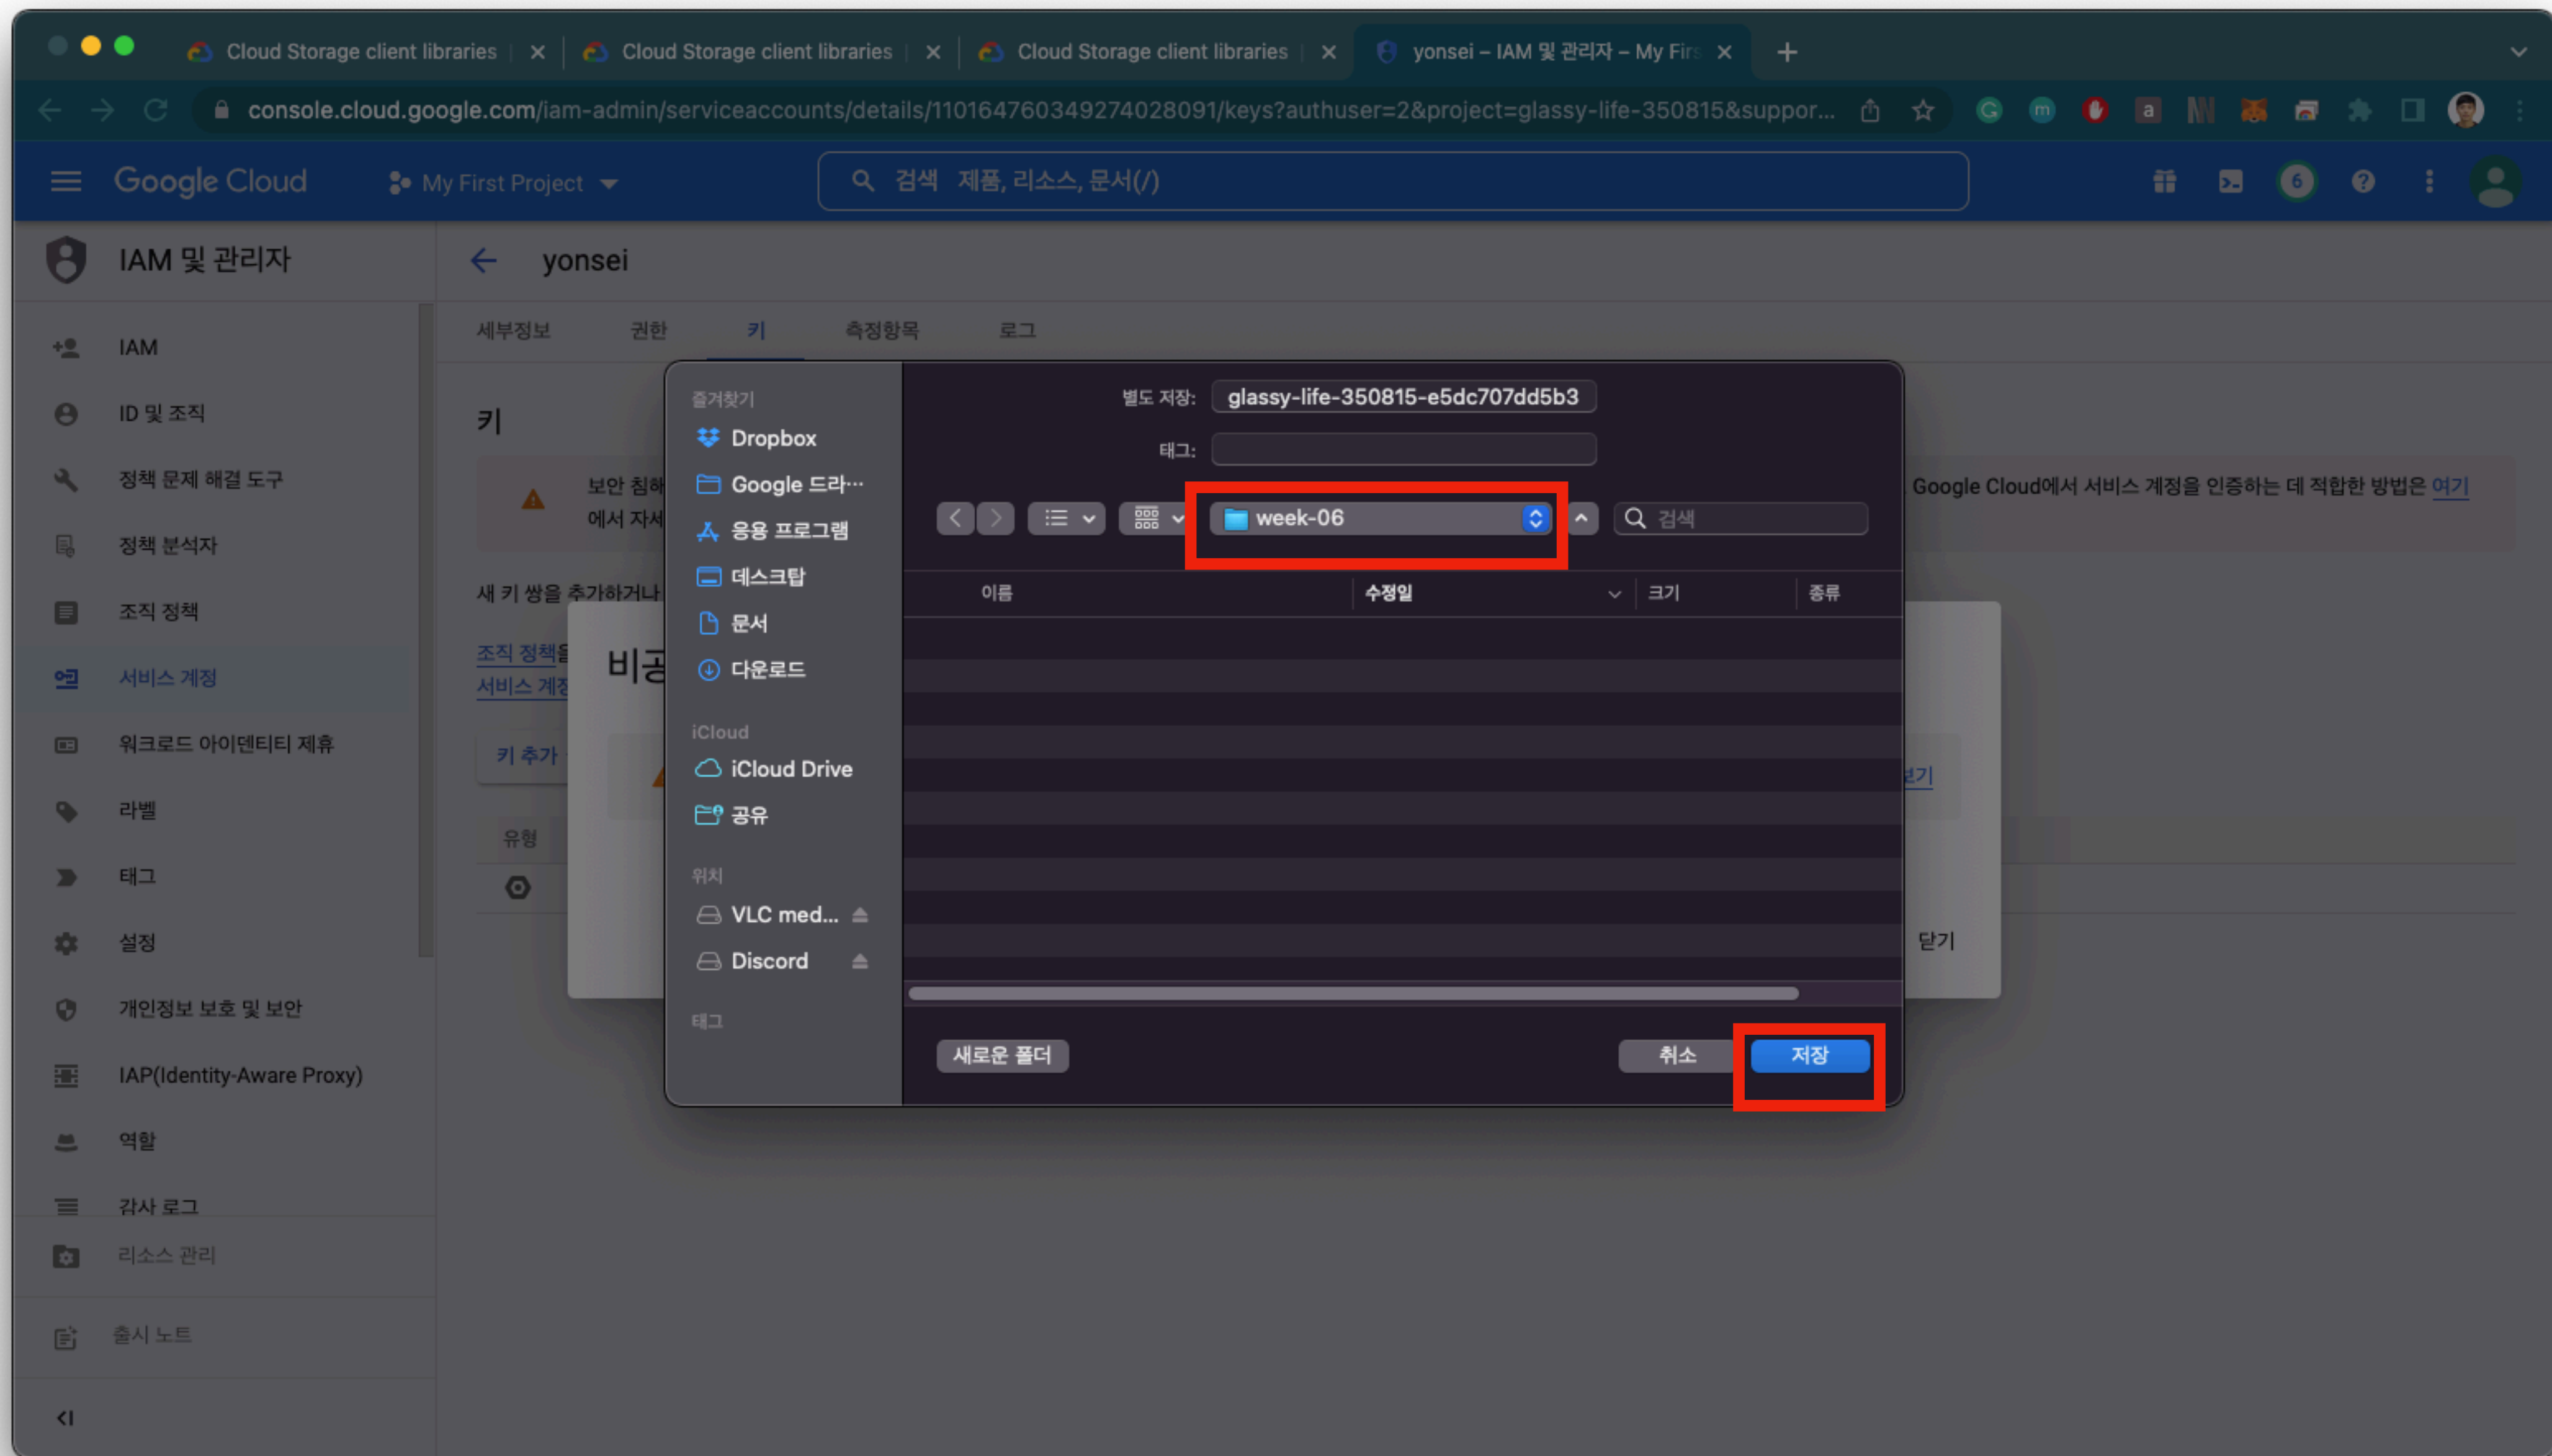 Cloud Storage client libraries
Cloud Storage client libraries
Cloud Storage client libraries
yonsei – IAM 및 관리자 – My Firs
console.cloud.google.com/iam-admin/serviceaccounts/details/110164760349274028091/keys?authuser=2&project=glassy-life-350815&suppor...
Google Cloud
My First Project
검색 제품, 리소스, 문서(/)
6
IAM 및 관리자
yonsei
IAM
ID 및 조직
정책 문제 해결 도구
정책 분석자
조직 정책
서비스 계정
워크로드 아이덴티티 제휴
라벨
태그
설정
개인정보 보호 및 보안
IAP(Identity-Aware Proxy)
역할
감사 로그
리소스 관리
출시 노트
세부정보
권한
키
측정항목
로그
키
보안 침해
Google Cloud에서 서비스 계정을 인증하는 데 적합한 방법은 여기
에서 자세
새 키 쌍을 추가하거나
조직 정책을
서비스 계정
키 추가
유형
비공
보기
닫기
즐겨찾기
Dropbox
Google 드라…
응용 프로그램
데스크탑
문서
다운로드
iCloud
iCloud Drive
공유
위치
VLC med...
Discord
태그
별도 저장: glassy-life-350815-e5dc707dd5b3
태그:
week-06
검색
이름
수정일
크기
종류
새로운 폴더
취소
저장